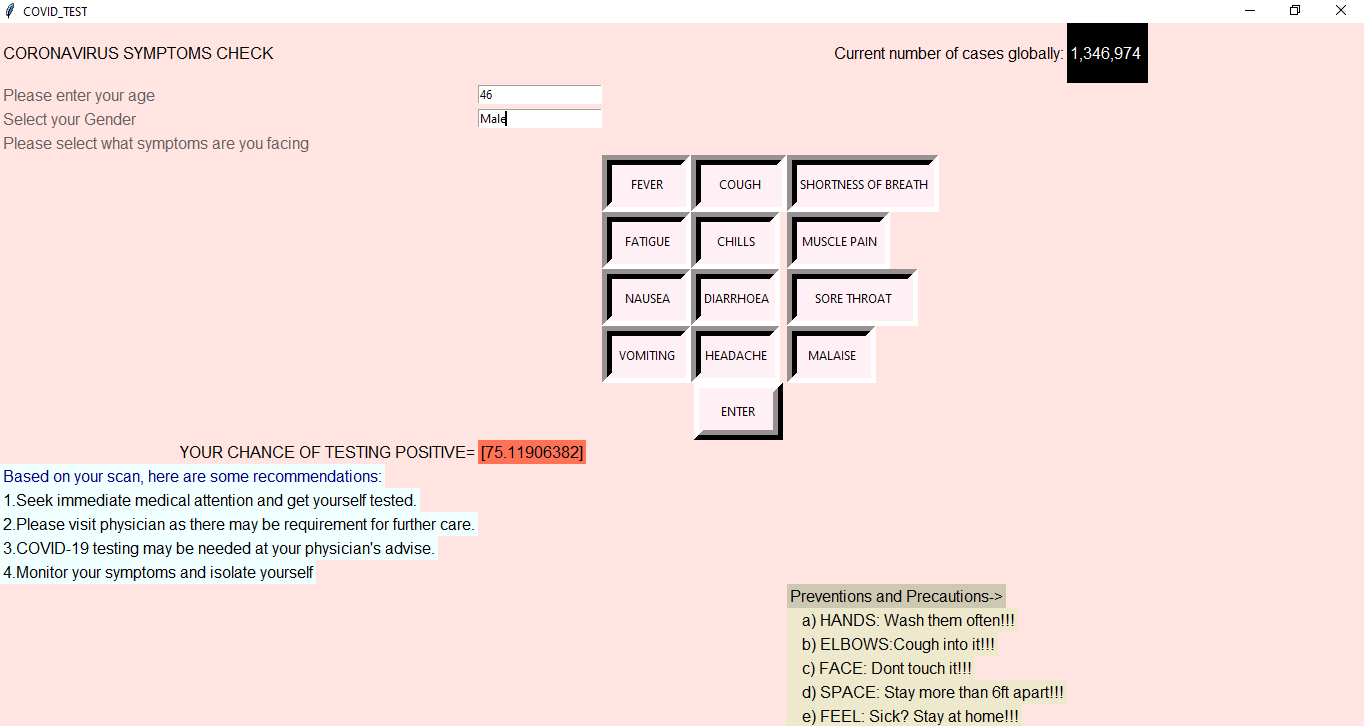 COVID_TEST
CORONAVIRUS SYMPTOMS CHECK
Current number of cases globally: 1,346,974
Please enter your age 46
Select your Gender Male
Please select what symptoms are you facing
FEVER COUGH SHORTNESS OF BREATH
FATIGUE CHILLS MUSCLE PAIN
NAUSEA DIARRHOEA SORE THROAT
VOMITING HEADACHE MALAISE
ENTER
YOUR CHANCE OF TESTING POSITIVE= [75.11906382]
Based on your scan, here are some recommendations:
1.Seek immediate medical attention and get yourself tested.
2.Please visit physician as there may be requirement for further care.
3.COVID-19 testing may be needed at your physician's advise.
4.Monitor your symptoms and isolate yourself
Preventions and Precautions->
a) HANDS: Wash them often!!!
b) ELBOWS:Cough into it!!!
c) FACE: Dont touch it!!!
d) SPACE: Stay more than 6ft apart!!!
e) FEEL: Sick? Stay at home!!!